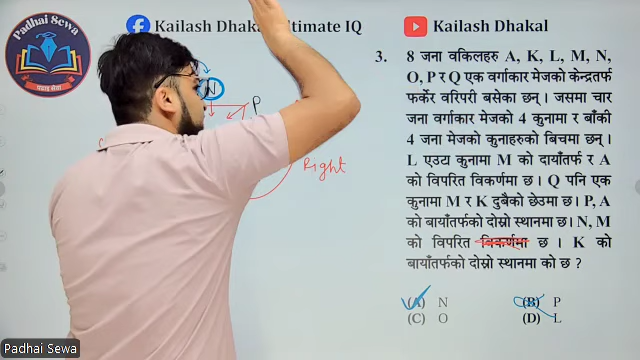 Padhai Sewa
पढाइ सेवा
Kailash Dhakal Ultimate IQ
Kailash Dhakal
N
P
Right
3. 8 जना वकिलहरु A, K, L, M, N,
O, P र Q एक वर्गाकार मेजको केन्द्रतर्फ
फर्केर वरिपरी बसेका छन् । जसमा चार
जना वर्गाकार मेजको 4 कुनामा र बाँकी
4 जना मेजको कुनाहरुको बिचमा छन् ।
L एउटा कुनामा M को दायाँतर्फ र A
को विपरित विकर्णमा छ । Q पनि एक
कुनामा M र K दुबैको छेउमा छ । P, A
को बायाँतर्फको दोस्रो स्थानमा छ । N, M
को विपरित विकर्णमा छ । K को
बायाँतर्फको दोस्रो स्थानमा को छ ?
(A) N (B) P
(C) O (D) L
Padhai Sewa